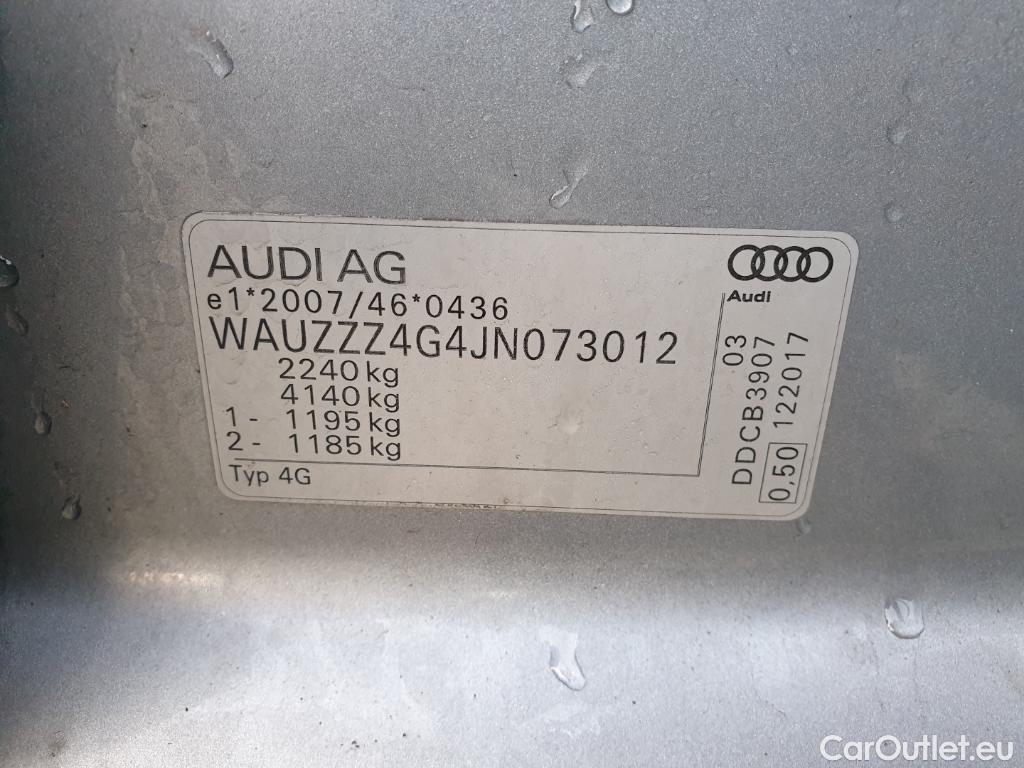 AUDI AG
e1*2007/46*0436
WAUZZZ4G4JN073012
2240 kg
4140 kg
1 - 1195 kg
2 - 1185 kg
Typ 4G
Audi
03
DDCB3907
0,50 122017
CarOutlet.eu